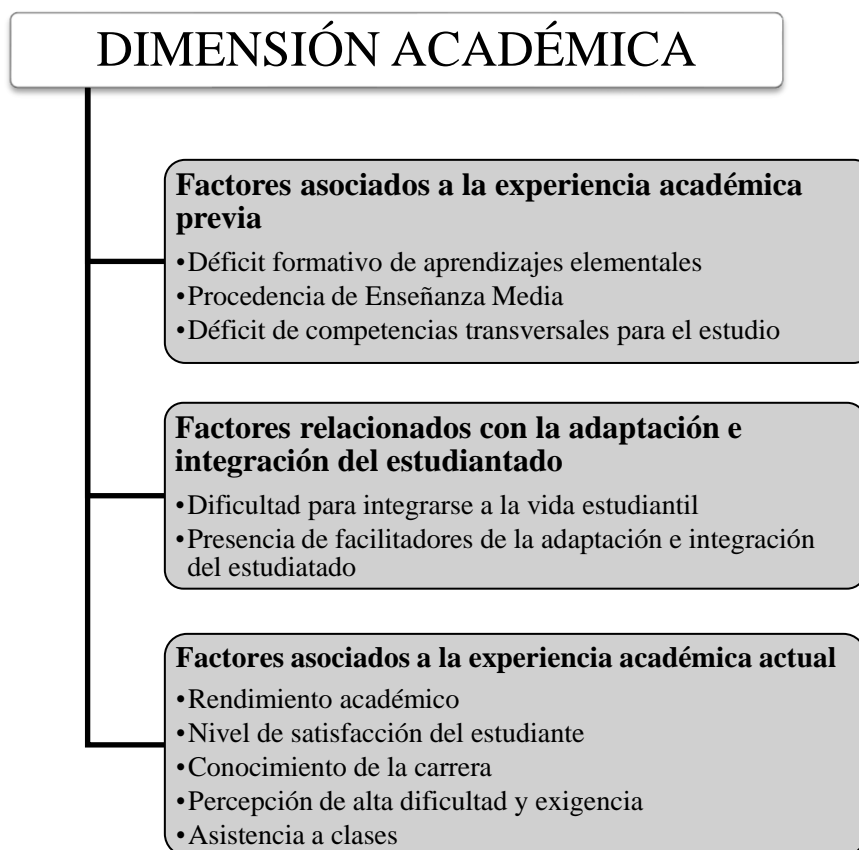 DIMENSIÓN ACADÉMICA
Factores asociados a la experiencia académica
previa
•Déficit formativo de aprendizajes elementales
•Procedencia de Enseñanza Media
•Déficit de competencias transversales para el estudio
Factores relacionados con la adaptación e
integración del estudiantado
•Dificultad para integrarse a la vida estudiantil
•Presencia de facilitadores de la adaptación e integración
del estudiatado
Factores asociados a la experiencia académica actual
•Rendimiento académico
•Nivel de satisfacción del estudiante
•Conocimiento de la carrera
•Percepción de alta dificultad y exigencia
•Asistencia a clases